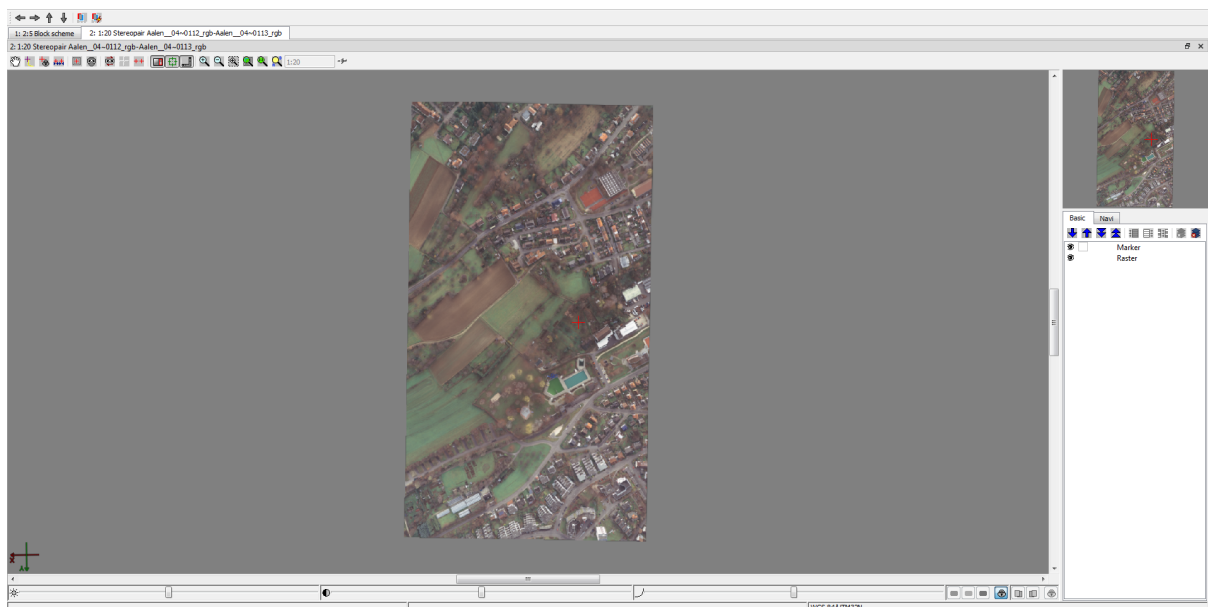 1: 2:5 Block scheme
2: 1:20 Stereopair Aalen__04~0112_rgb-Aalen__04~0113_rgb
2: 1:20 Stereopair Aalen__04~0112_rgb-Aalen__04~0113_rgb
1:20
Basic
Navi
Marker
Raster
X